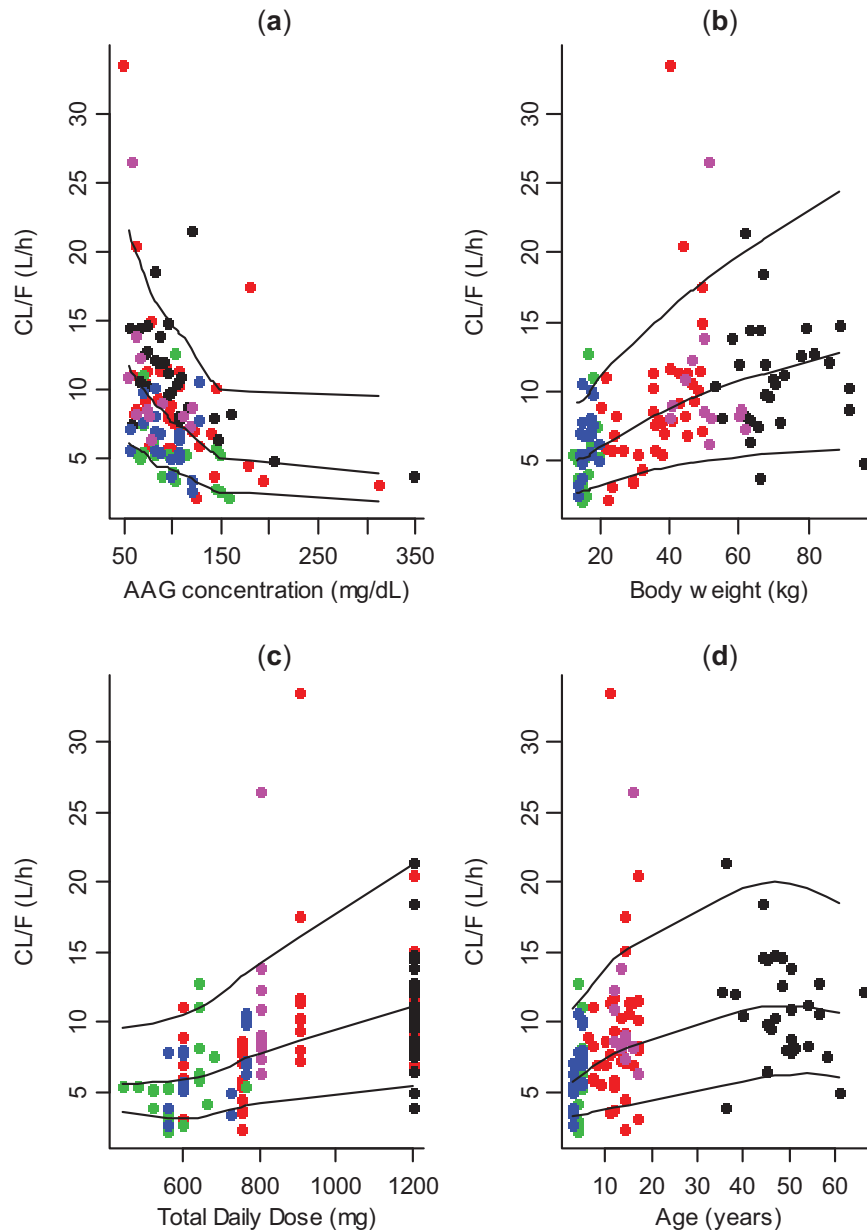 (a)
CL/F (L/h)
5 10 15 20 25 30
50 100 150 250 350
AAG concentration (mg/dL)
(b)
CL/F (L/h)
5 10 15 20 25 30
20 40 60 80
Body weight (kg)
(c)
CL/F (L/h)
5 10 15 20 25 30
600 800 1000 1200
Total Daily Dose (mg)
(d)
CL/F (L/h)
5 10 15 20 25 30
10 20 30 40 50 60
Age (years)